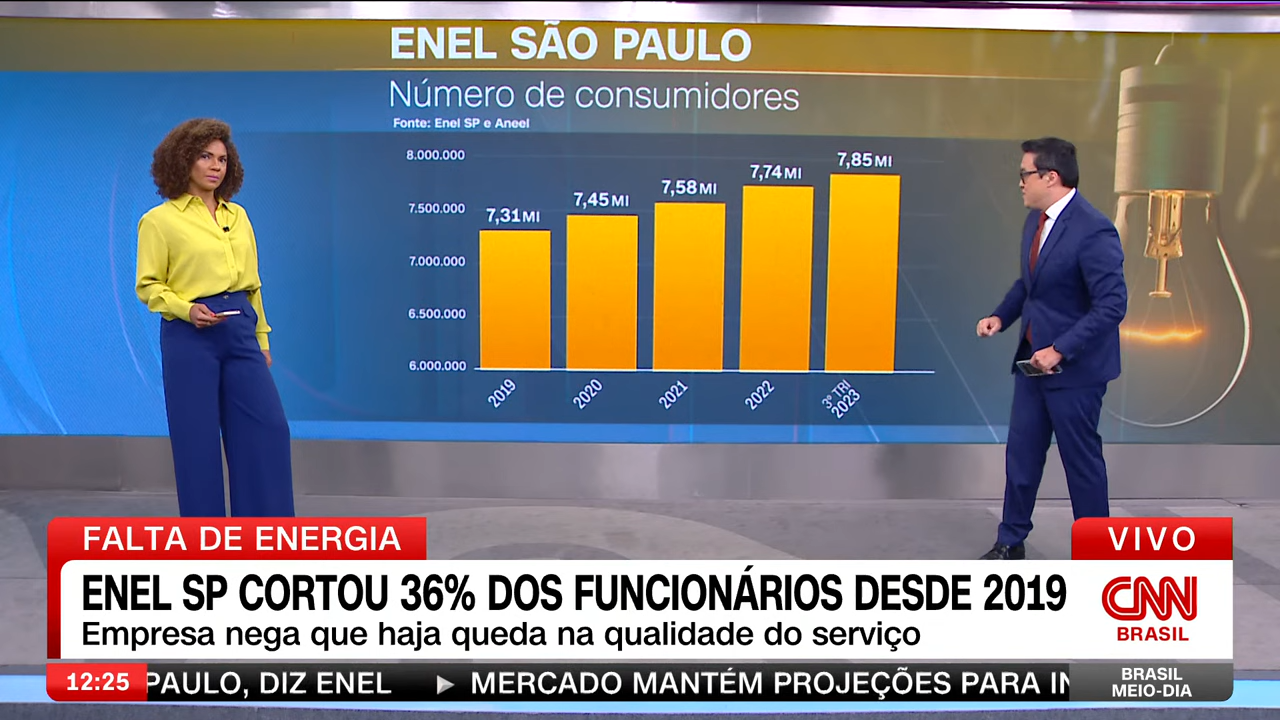 ENEL SÃO PAULO
Número de consumidores
Fonte: Enel SP e Aneel
8.000.000
7.500.000
7.000.000
6.500.000
6.000.000
7,31 MI
7,45 MI
7,58 MI
7,74 MI
7,85 MI
2019
2020
2021
2022
3º TRI
2023
FALTA DE ENERGIA
VIVO
ENEL SP CORTOU 36% DOS FUNCIONÁRIOS DESDE 2019
Empresa nega que haja queda na qualidade do serviço
CNN
BRASIL
12:25
PAULO, DIZ ENEL ▶ MERCADO MANTÉM PROJEÇÕES PARA
BRASIL
MEIO-DIA